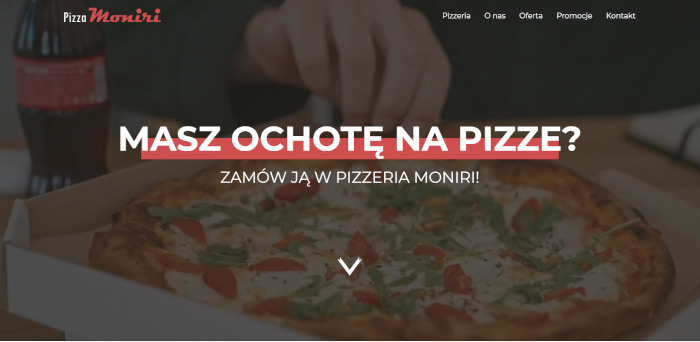 Pizza Moniri
Pizzeria O nas Oferta Promocje Kontakt
MASZ OCHOTĘ NA PIZZE?
ZAMÓW JĄ W PIZZERIA MONIRI!